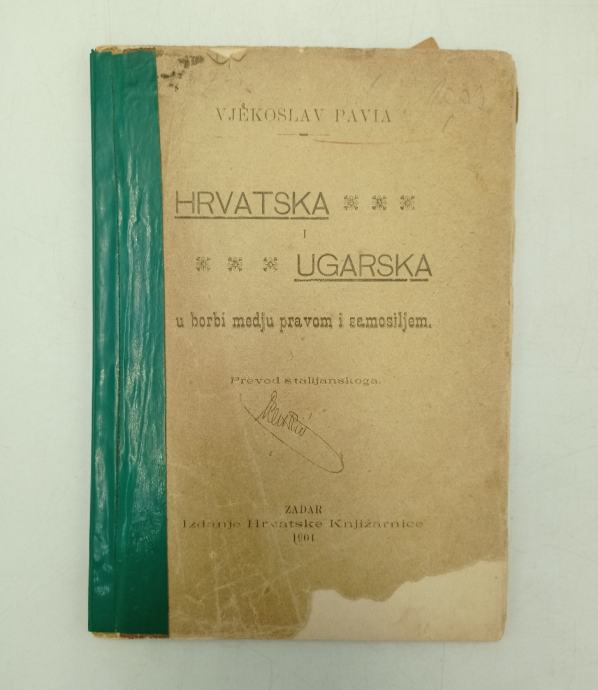 VJEKOSLAV PAVIA
HRVATSKA
I
UGARSKA
u borbi medju pravom i samosiljem.
Prevod s talijanskoga.
ZADAR
Izdanje Hrvatske Knjižarnice
1901